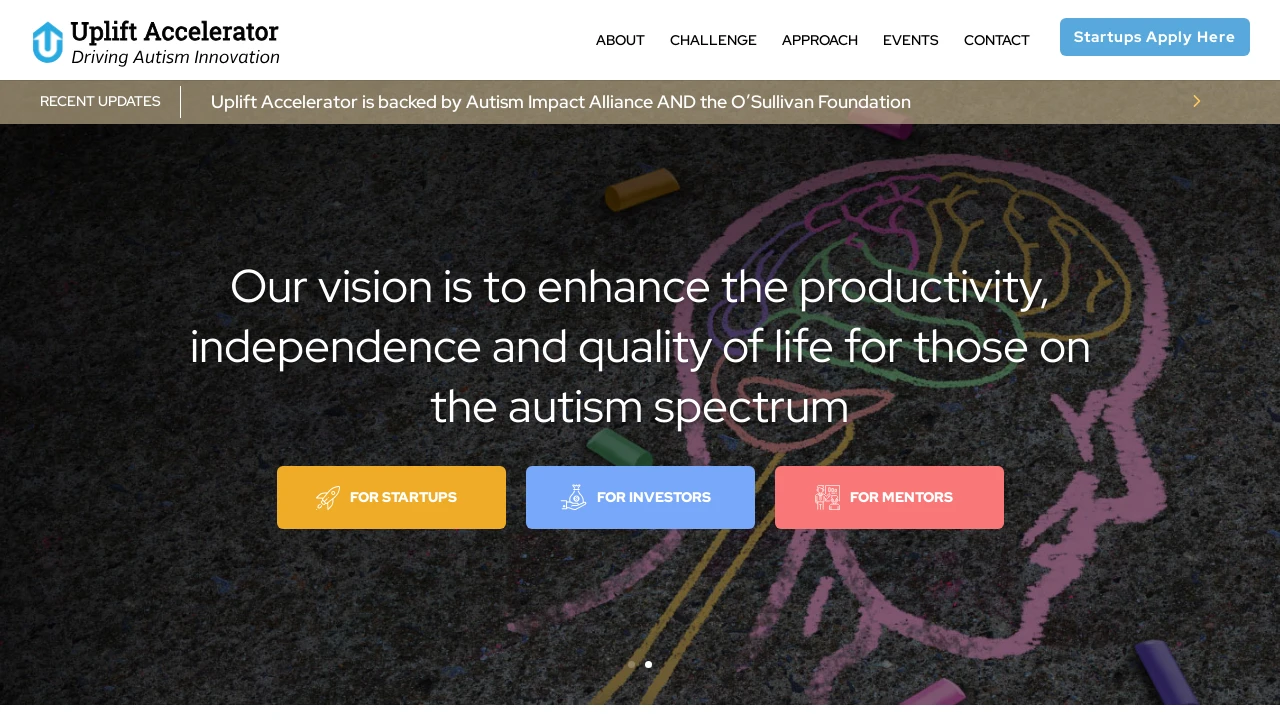 Uplift Accelerator
Driving Autism Innovation
ABOUT
CHALLENGE
APPROACH
EVENTS
CONTACT
Startups Apply Here
RECENT UPDATES
Uplift Accelerator is backed by Autism Impact Alliance AND the O’Sullivan Foundation
Our vision is to enhance the productivity,
independence and quality of life for those on
the autism spectrum
FOR STARTUPS
FOR INVESTORS
FOR MENTORS